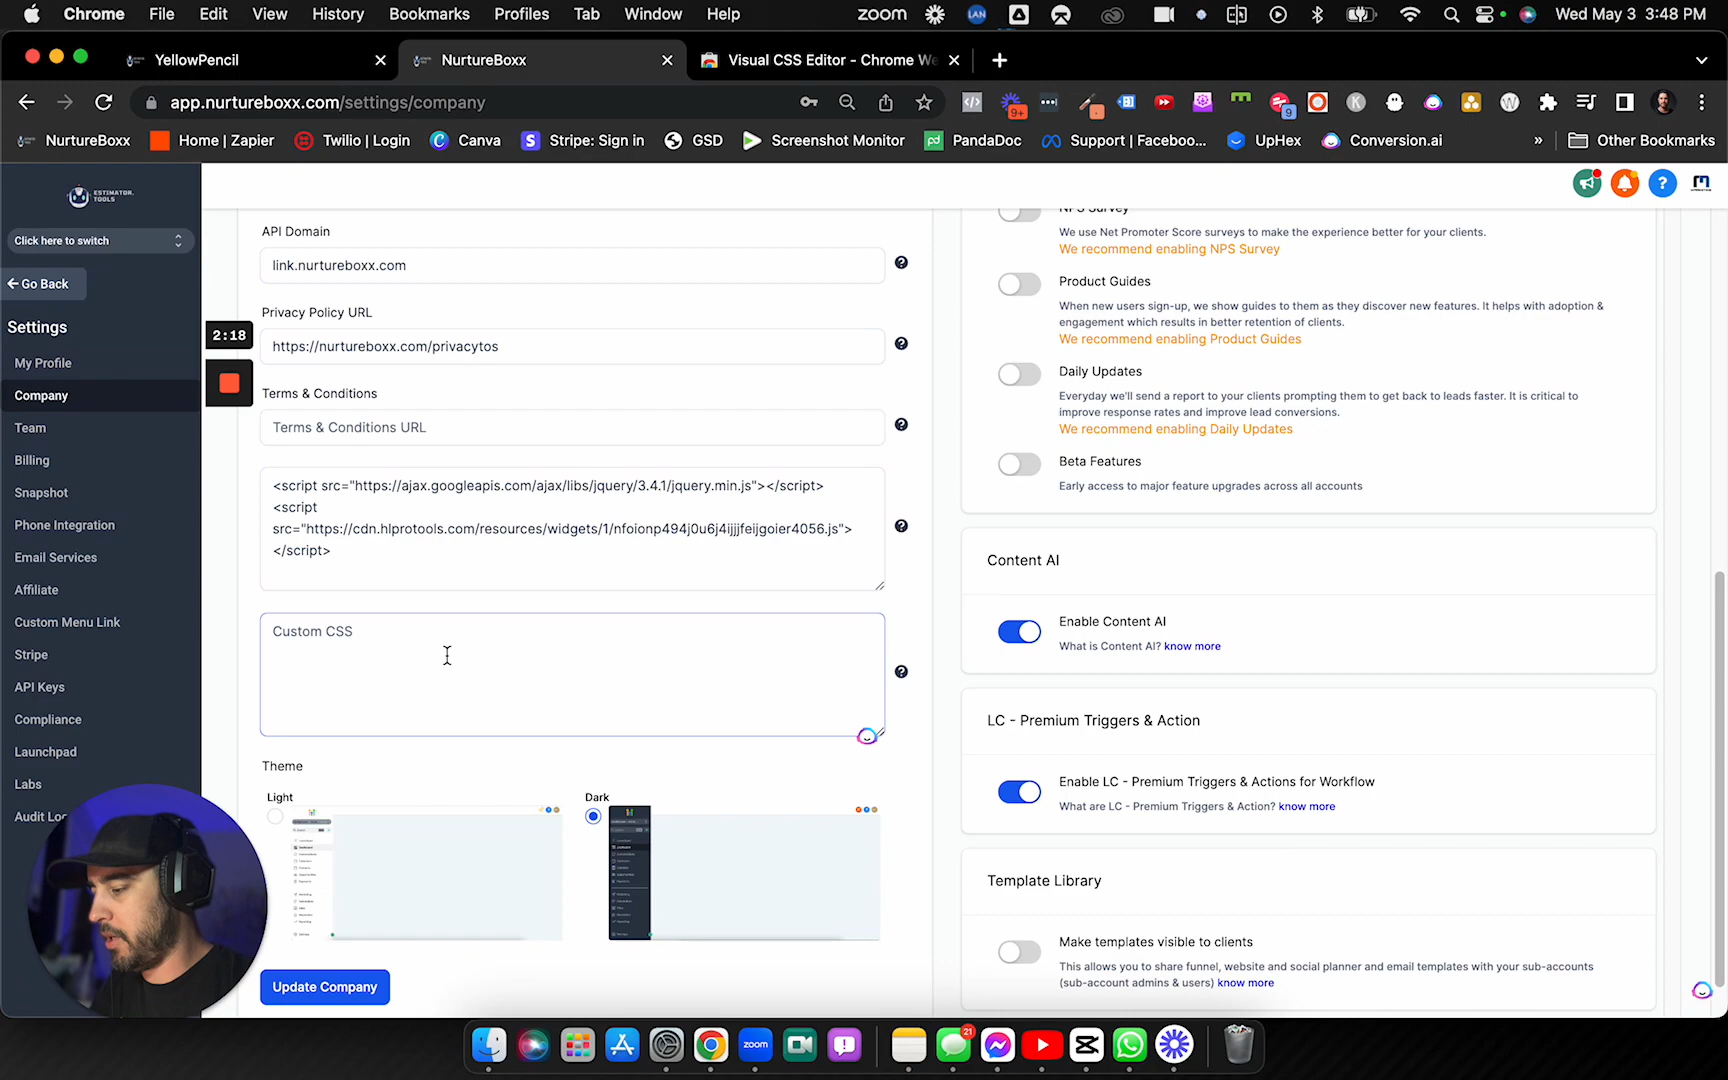 Chrome File Edit View History Bookmarks Profiles Tab Window Help zoom LAN Wed May 3 3:48 PM
YellowPencil NurtureBoxx Visual CSS Editor - Chrome We
app.nurtureboxx.com/settings/company 9+ 9 K W
NurtureBoxx Home | Zapier Twilio | Login Canva Stripe: Sign in GSD Screenshot Monitor pd PandaDoc Support | Faceboo... UpHex Conversion.ai » Other Bookmarks
ESTIMATOR.
TOOLS
Click here to switch
Go Back
Settings
My Profile
Company
Team
Billing
Snapshot
Phone Integration
Email Services
Affiliate
Custom Menu Link
Stripe
API Keys
Compliance
Launchpad
Labs
Audit Lo
2:18
API Domain
link.nurtureboxx.com
Privacy Policy URL
https://nurtureboxx.com/privacytos
Terms & Conditions
Terms & Conditions URL
<script src="https://ajax.googleapis.com/ajax/libs/jquery/3.4.1/jquery.min.js"></script>
<script
src="https://cdn.hlprotools.com/resources/widgets/1/nfoionp494j0u6j4iijjfeijgoier4056.js">
</script>
Custom CSS
Theme
Light Dark
Update Company
NPS Survey
We use Net Promoter Score surveys to make the experience better for your clients.
We recommend enabling NPS Survey
Product Guides
When new users sign-up, we show guides to them as they discover new features. It helps with adoption &
engagement which results in better retention of clients.
We recommend enabling Product Guides
Daily Updates
Everyday we'll send a report to your clients prompting them to get back to leads faster. It is critical to
improve response rates and improve lead conversions.
We recommend enabling Daily Updates
Beta Features
Early access to major feature upgrades across all accounts
Content AI
Enable Content AI
What is Content AI? know more
LC - Premium Triggers & Action
Enable LC - Premium Triggers & Actions for Workflow
What are LC - Premium Triggers & Action? know more
Template Library
Make templates visible to clients
This allows you to share funnel, website and social planner and email templates with your sub-accounts
(sub-account admins & users) know more
zoom 21